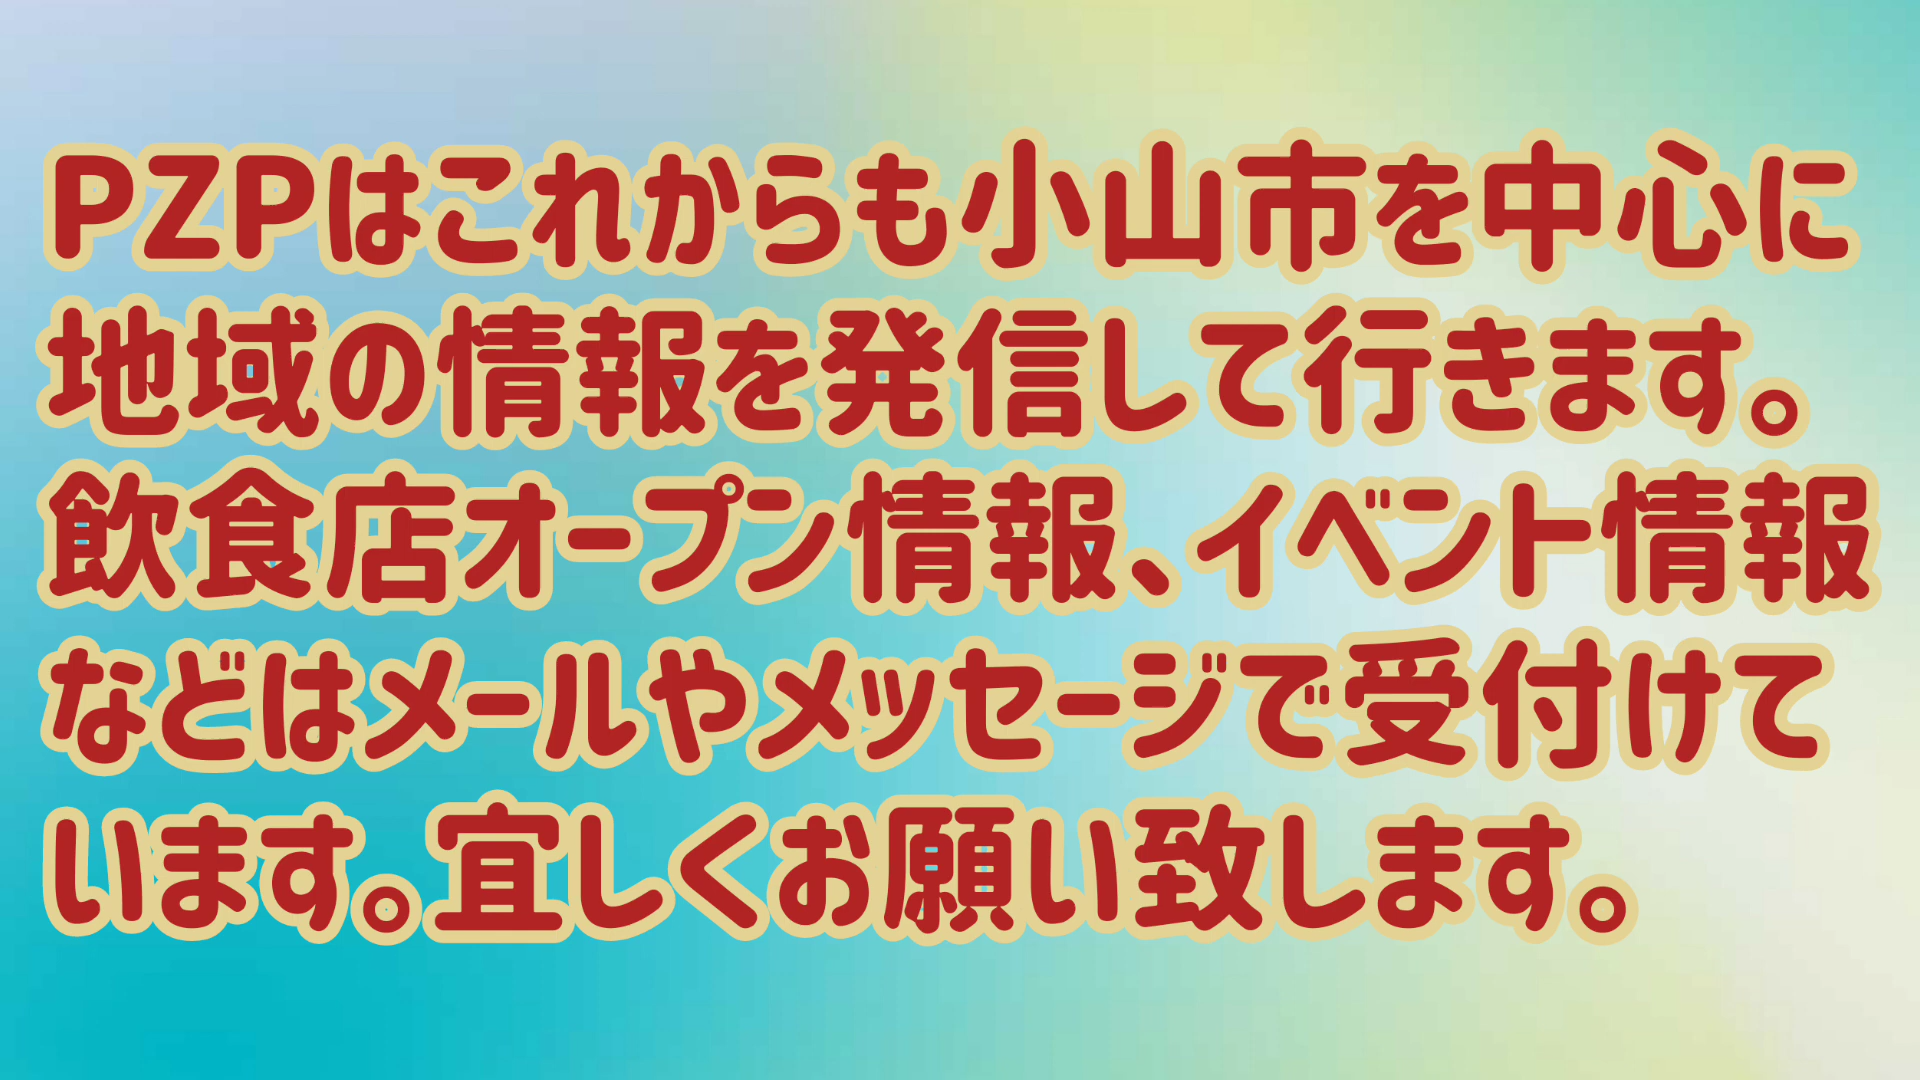 PZPはこれからも小山市を中心に
地域の情報を発信して行きます。
飲食店オープン情報、イベント情報
などはメールやメッセージで受付けて
います。宜しくお願い致します。